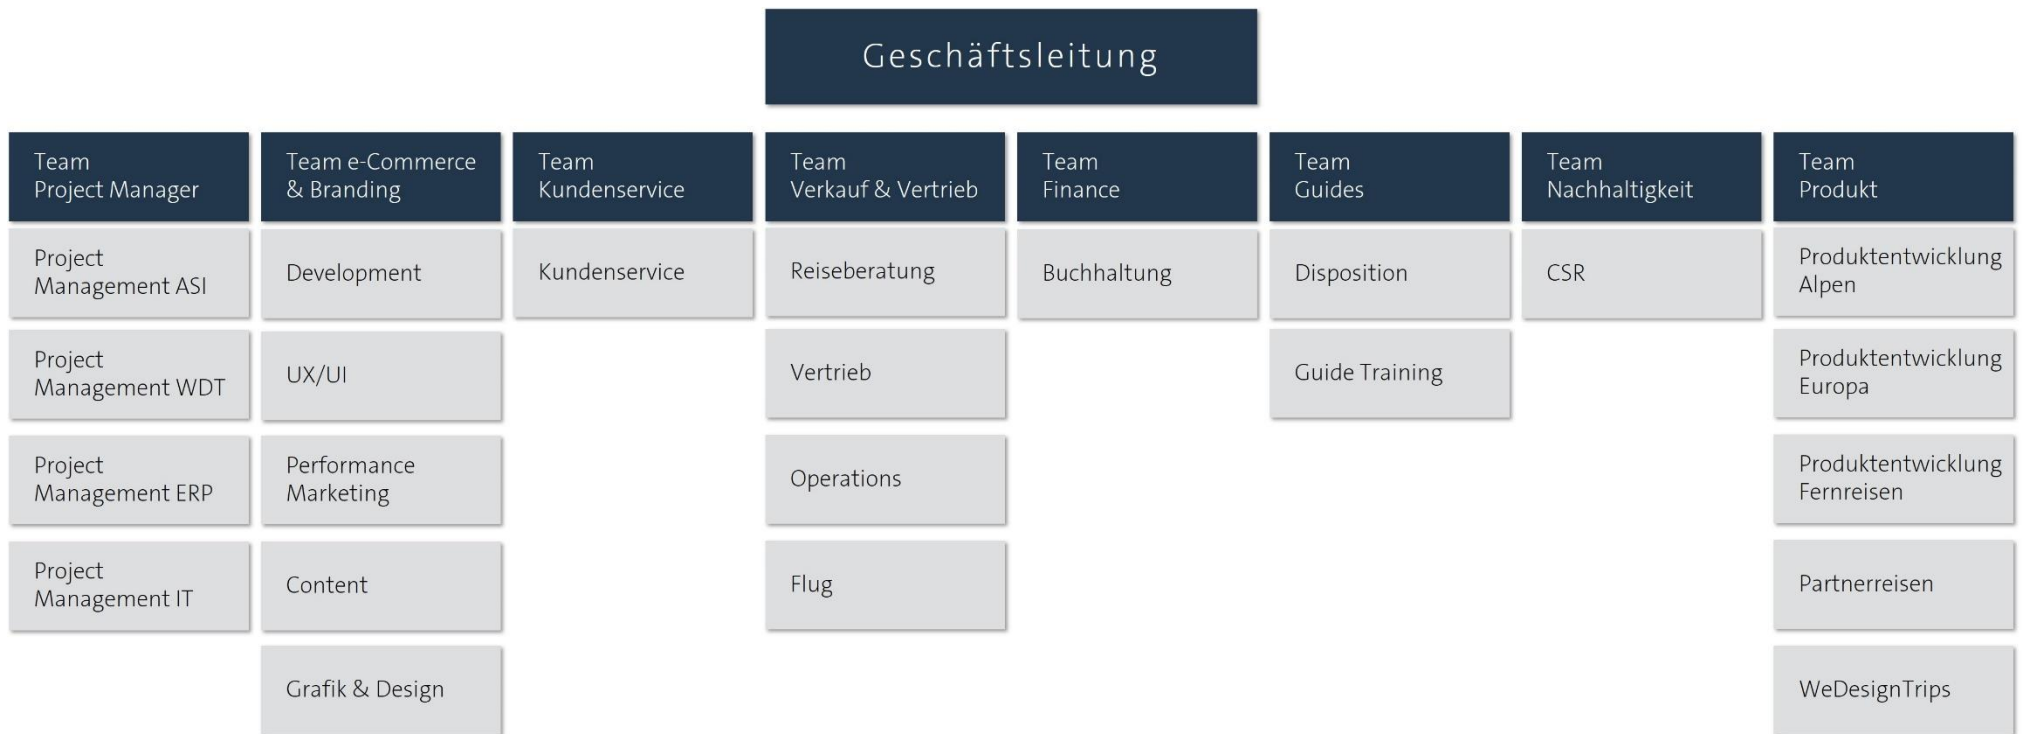 Geschäftsleitung
Team
Project Manager
Project
Management ASI
Project
Management WDT
Project
Management ERP
Project
Management IT
Team e-Commerce
& Branding
Development
UX/UI
Performance
Marketing
Content
Grafik & Design
Team
Kundenservice
Kundenservice
Team
Verkauf & Vertrieb
Reiseberatung
Vertrieb
Operations
Flug
Team
Finance
Buchhaltung
Team
Guides
Disposition
Guide Training
Team
Nachhaltigkeit
CSR
Team
Produkt
Produktentwicklung
Alpen
Produktentwicklung
Europa
Produktentwicklung
Fernreisen
Partnerreisen
WeDesignTrips